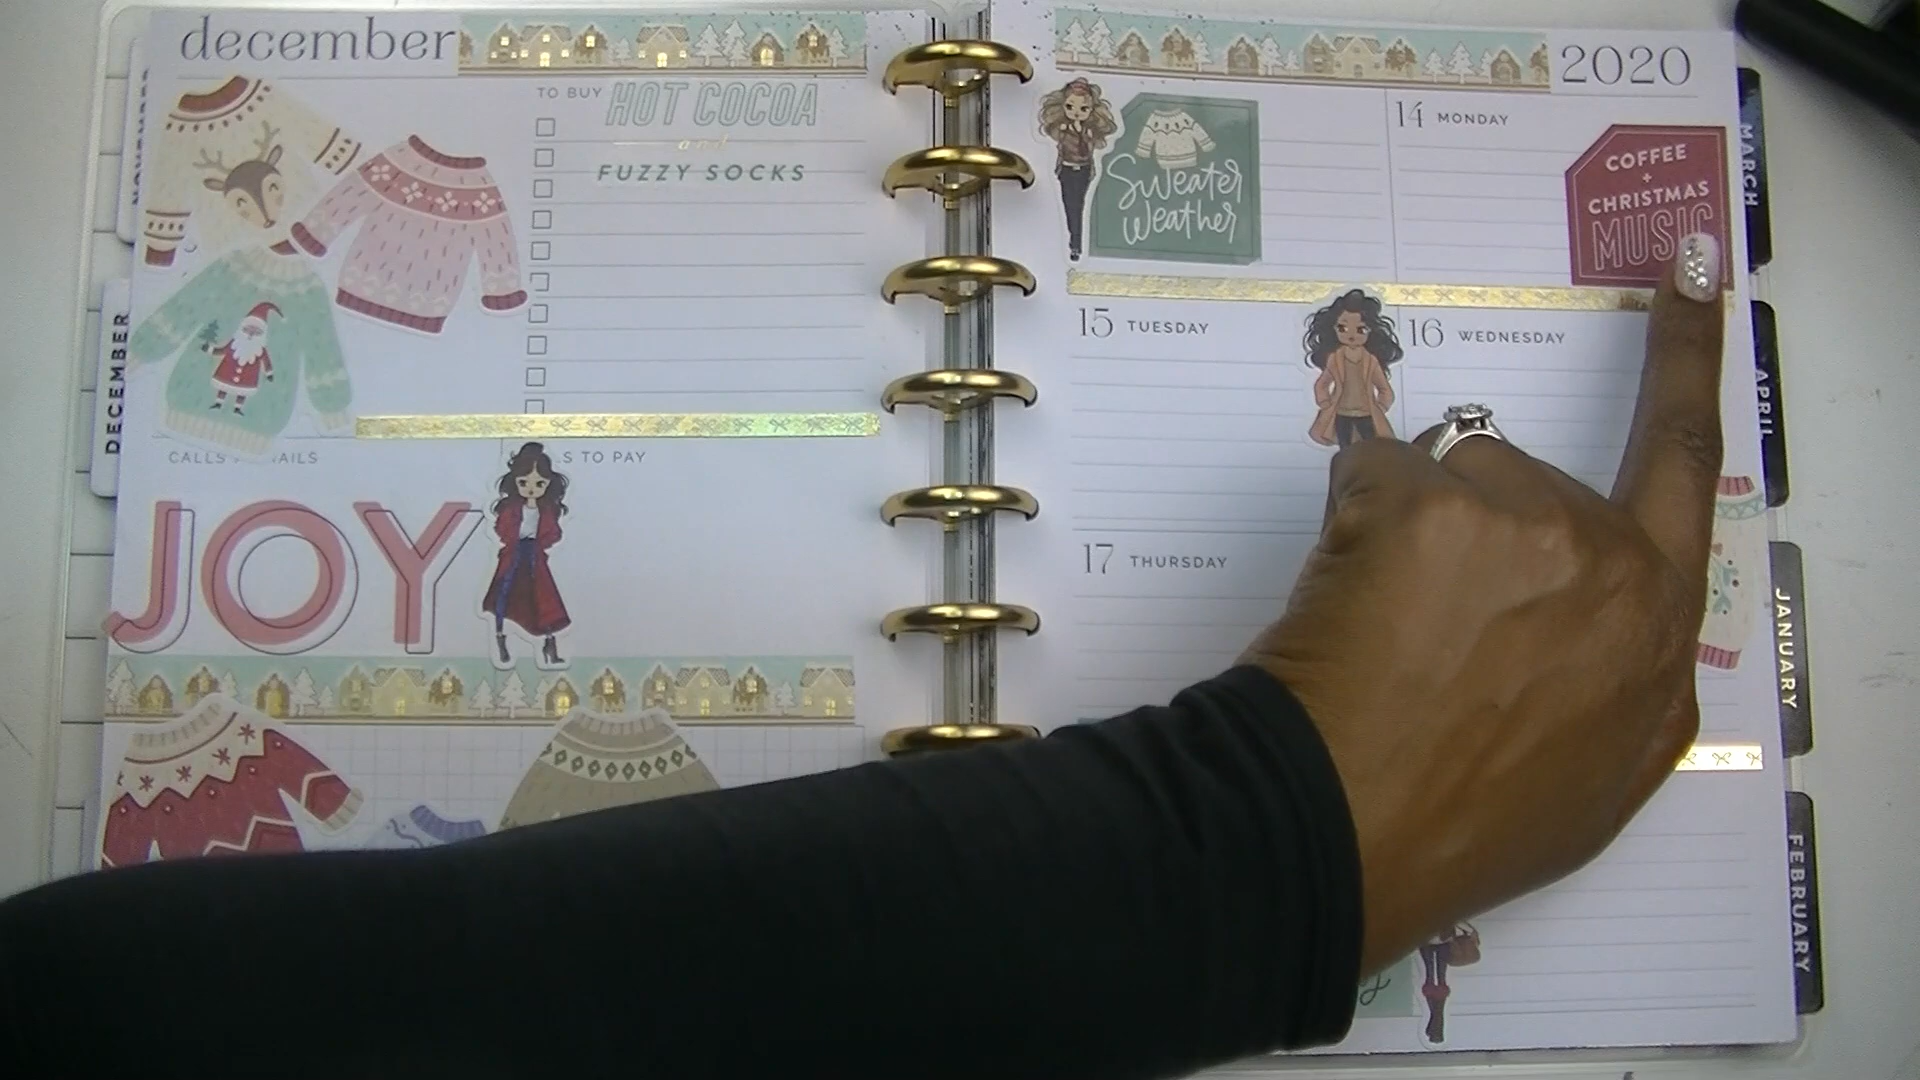 december
TO BUY
HOT COCOA
and
FUZZY SOCKS
CALLS
TO PAY
JOY
2020
Sweater
Weather
14 MONDAY
COFFEE
+
CHRISTMAS
MUSIC
15 TUESDAY
16 WEDNESDAY
17 THURSDAY
NOVEMBER
DECEMBER
MARCH
APRIL
JANUARY
FEBRUARY